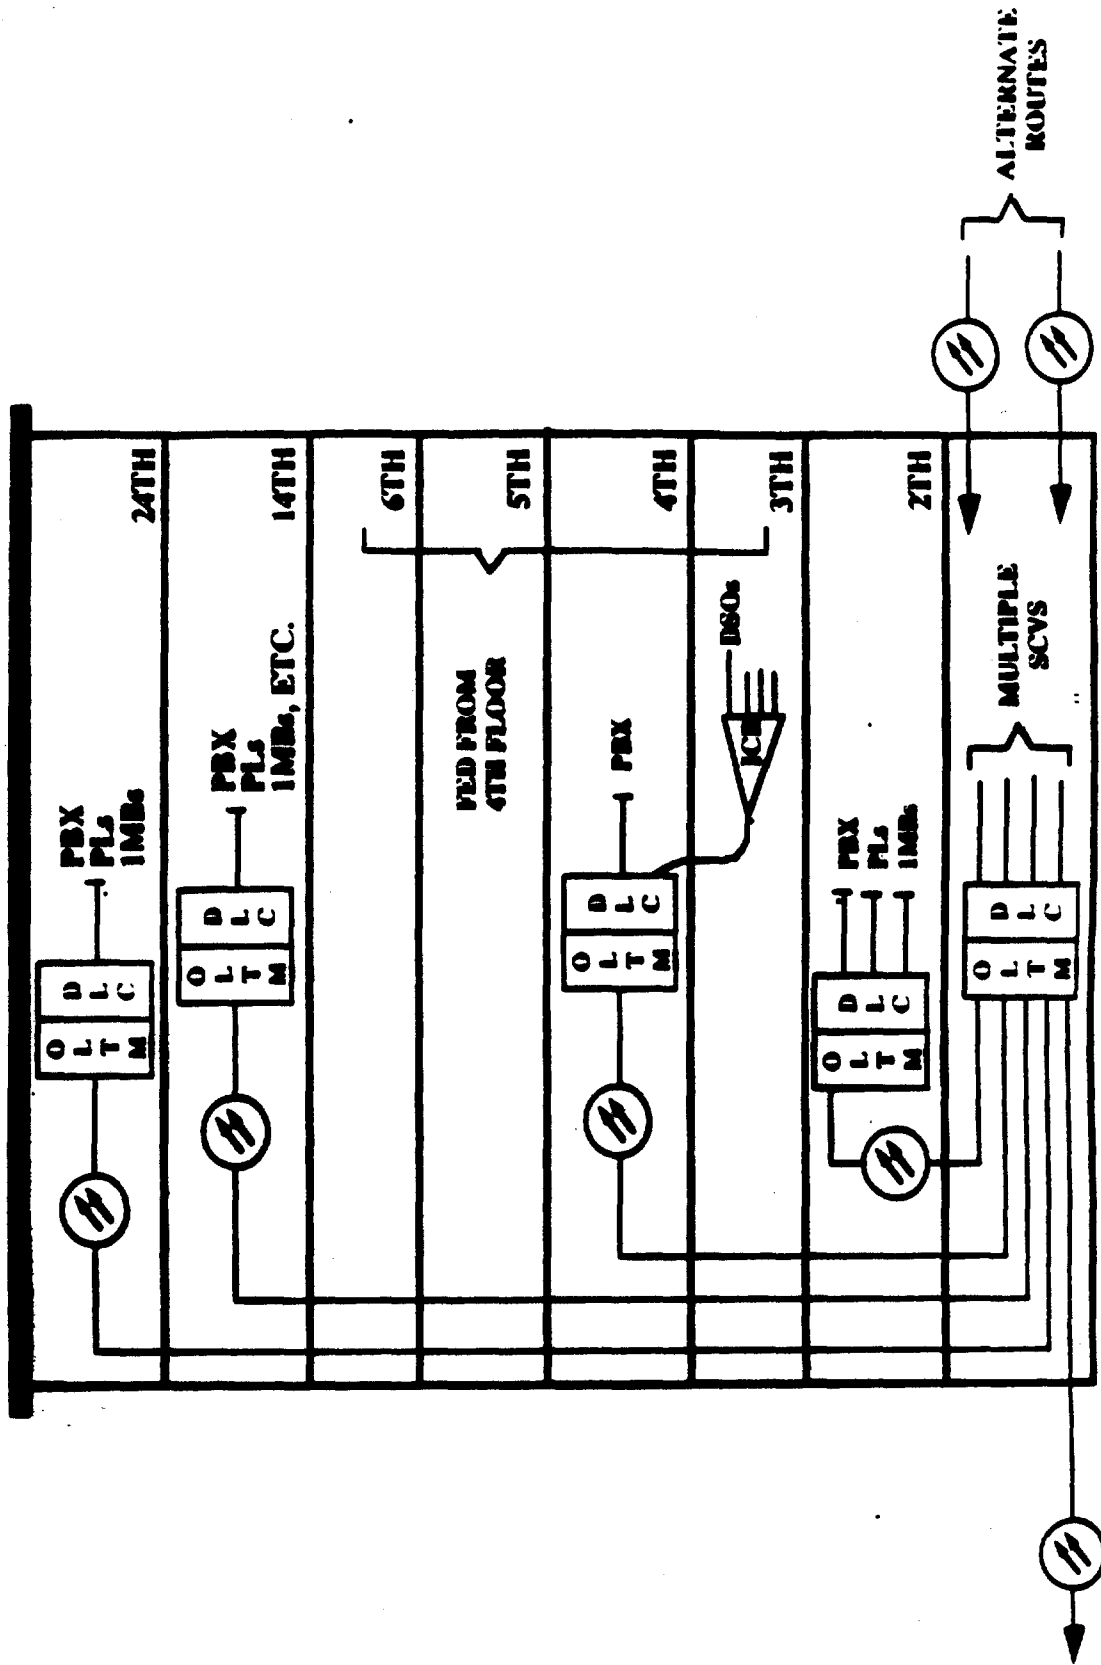 24TH
PBX
PLs
1MBs
O L T M
D L C
14TH
PBX
PLs
1MBs, ETC.
O L T M
D L C
6TH
5TH
FED FROM
4TH FLOOR
4TH
PBX
O L T M
D L C
3TH
DSOs
2TH
PBX
PLs
1MBs
O L T M
D L C
MULTIPLE
SCVS
O L T M
D L C
ALTERNATE
ROUTES